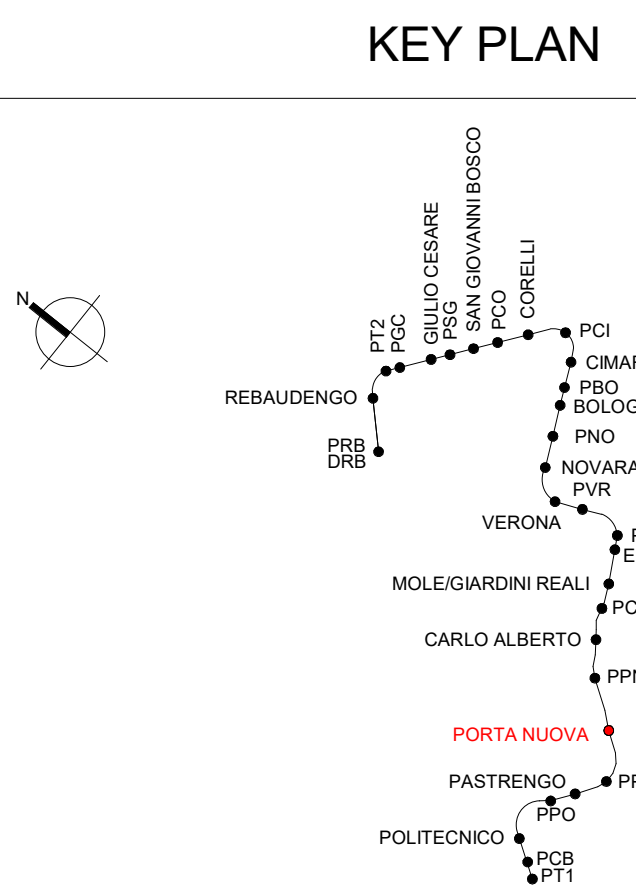 KEY PLAN
N
PT2
PGC
GIULIO CESARE
PSG
SAN GIOVANNI BOSCO
PCO
CORELLI
PCI
REBAUDENGO
PBO
PNO
PRB
DRB
NOVARA
PVR
VERONA
MOLE/GIARDINI REALI
CARLO ALBERTO
PORTA NUOVA
PASTRENGO
PPO
POLITECNICO
PCB
PT1